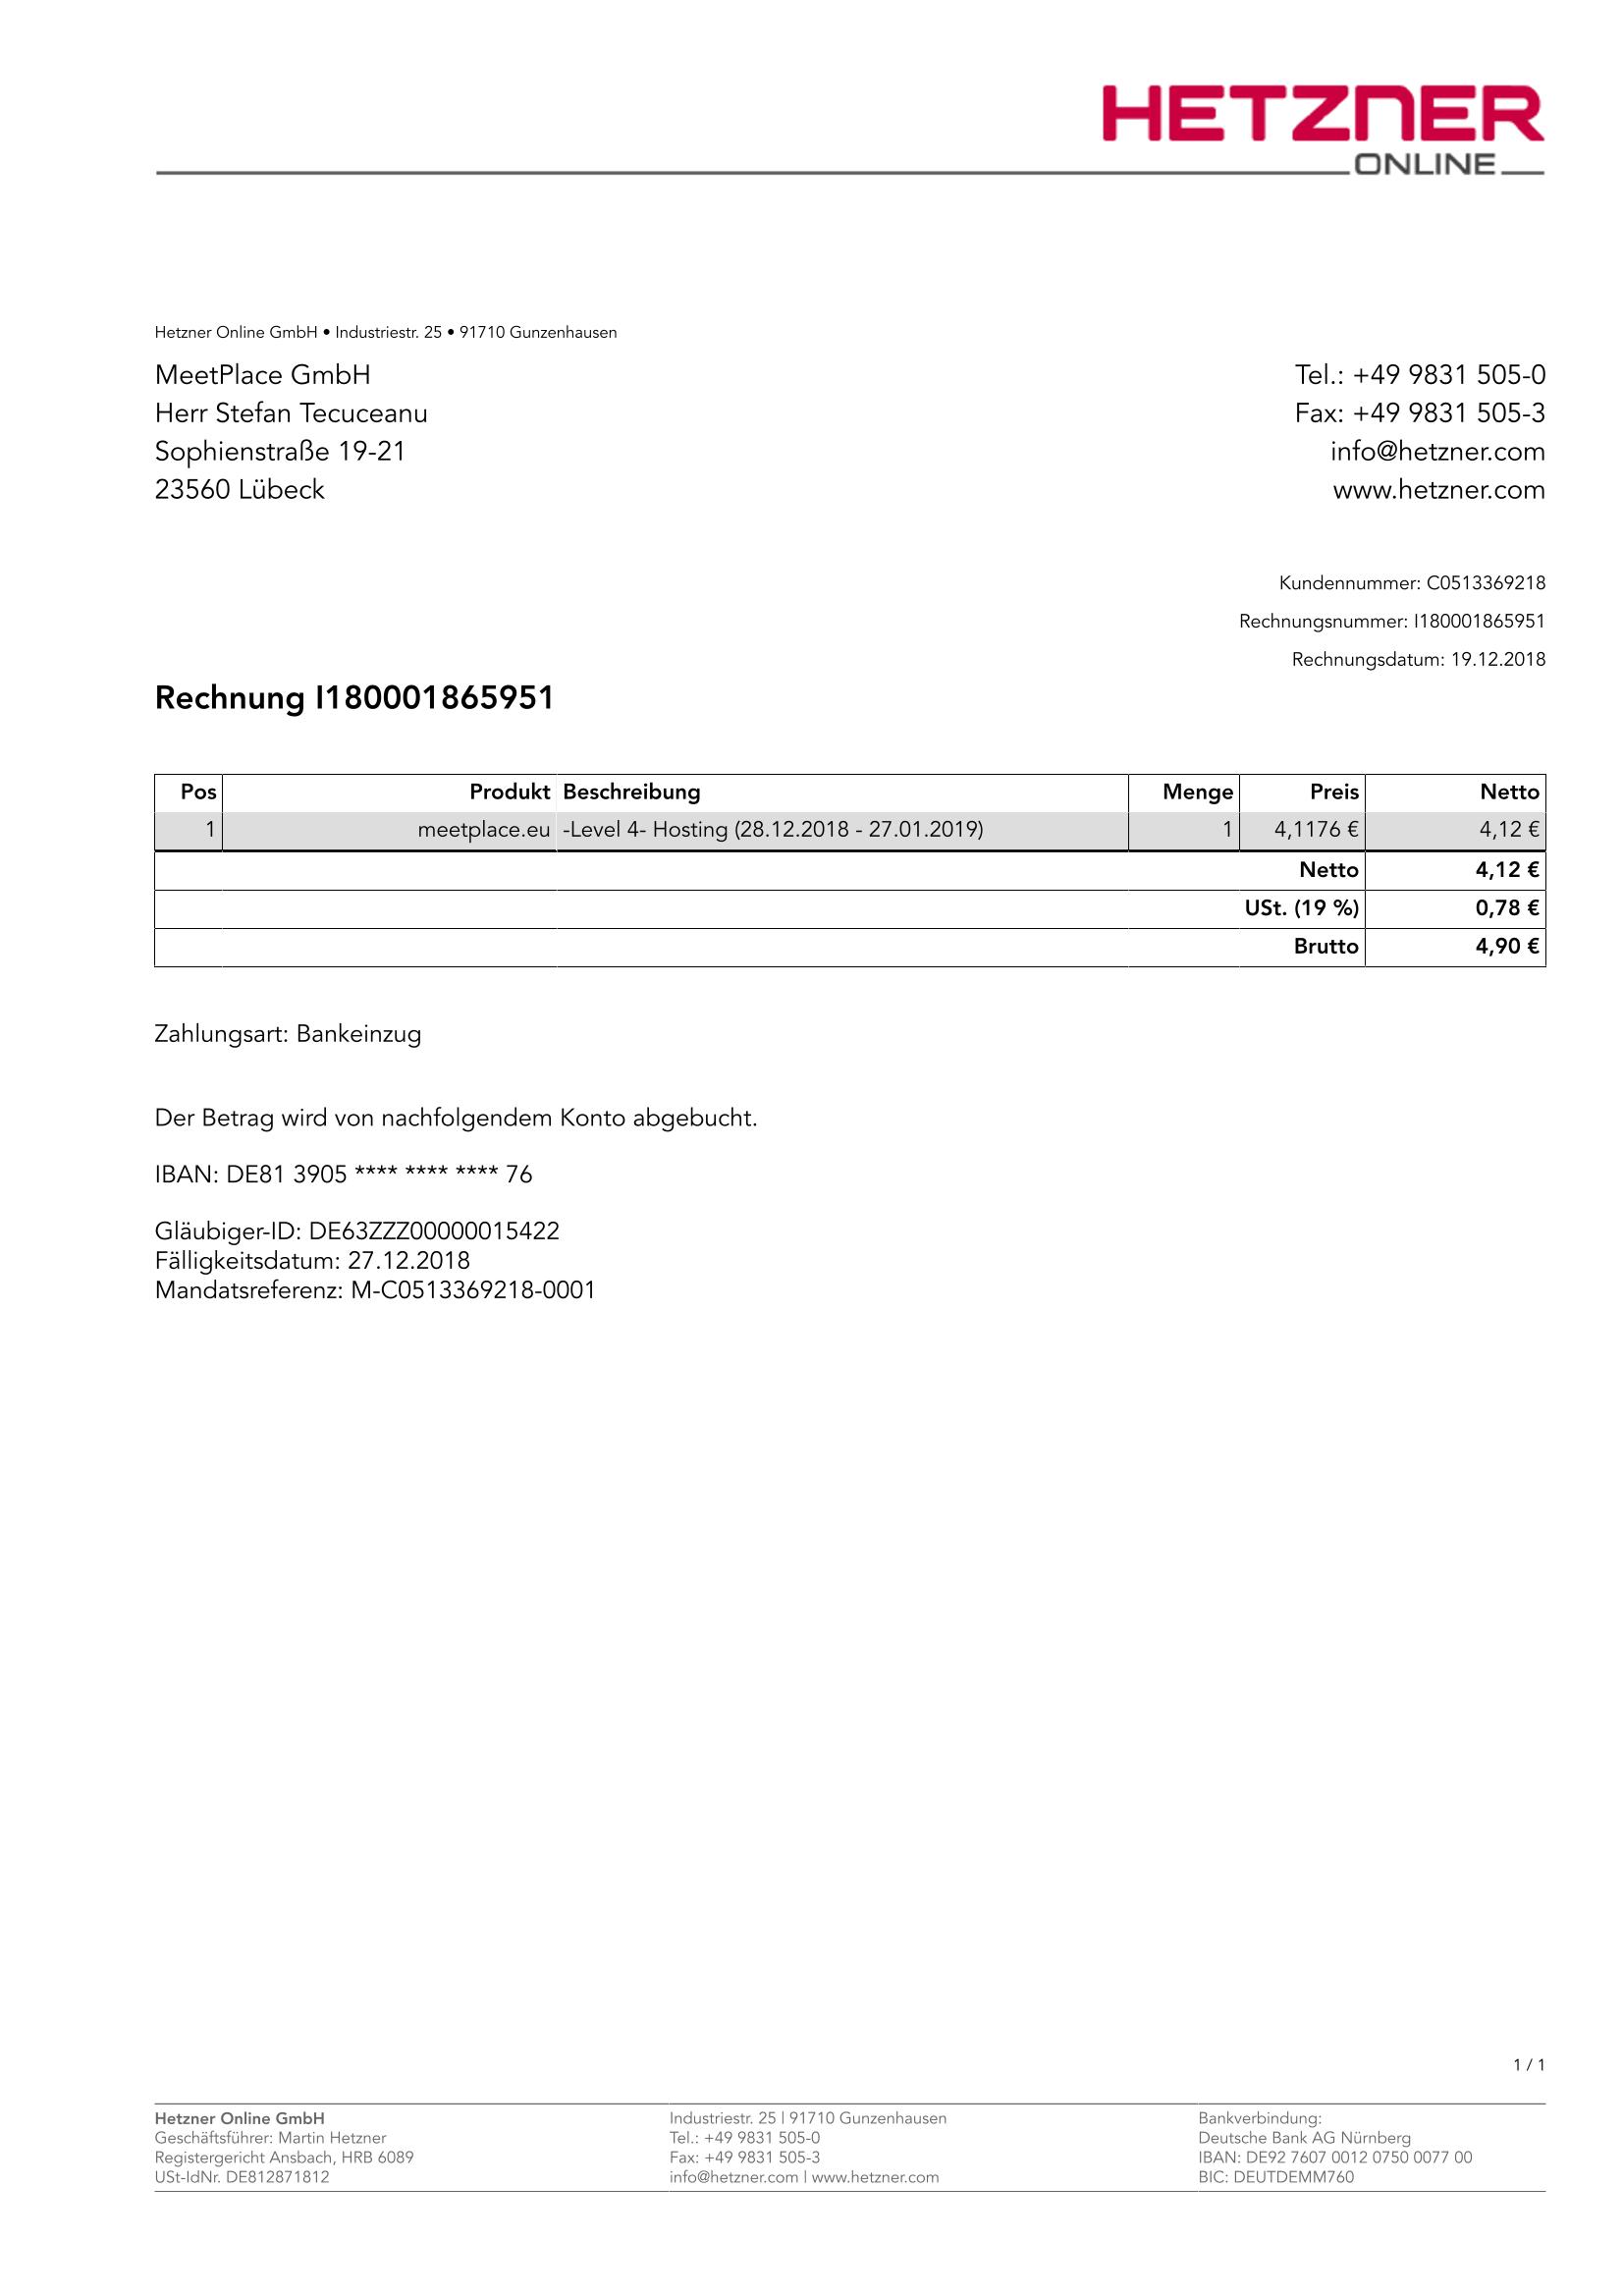 HETZNER
ONLINE
Hetzner Online GmbH • Industriestr. 25 • 91710 Gunzenhausen
MeetPlace GmbH
Herr Stefan Tecuceanu
Sophienstraße 19-21
23560 Lübeck
Tel.: +49 9831 505-0
Fax: +49 9831 505-3
info@hetzner.com
www.hetzner.com
Kundennummer: C0513369218
Rechnungsnummer: I180001865951
Rechnungsdatum: 19.12.2018
Rechnung I180001865951
Pos Produkt Beschreibung Menge Preis Netto
1 meetplace.eu -Level 4- Hosting (28.12.2018 - 27.01.2019) 1 4,1176 € 4,12 €
Netto 4,12 €
USt. (19 %) 0,78 €
Brutto 4,90 €
Zahlungsart: Bankeinzug
Der Betrag wird von nachfolgendem Konto abgebucht.
IBAN: DE81 3905 **** **** **** 76
Gläubiger-ID: DE63ZZZ00000015422
Fälligkeitsdatum: 27.12.2018
Mandatsreferenz: M-C0513369218-0001
1 / 1
Hetzner Online GmbH
Geschäftsführer: Martin Hetzner
Registergericht Ansbach, HRB 6089
USt-IdNr. DE812871812
Industriestr. 25 | 91710 Gunzenhausen
Tel.: +49 9831 505-0
Fax: +49 9831 505-3
info@hetzner.com | www.hetzner.com
Bankverbindung:
Deutsche Bank AG Nürnberg
IBAN: DE92 7607 0012 0750 0077 00
BIC: DEUTDEMM760